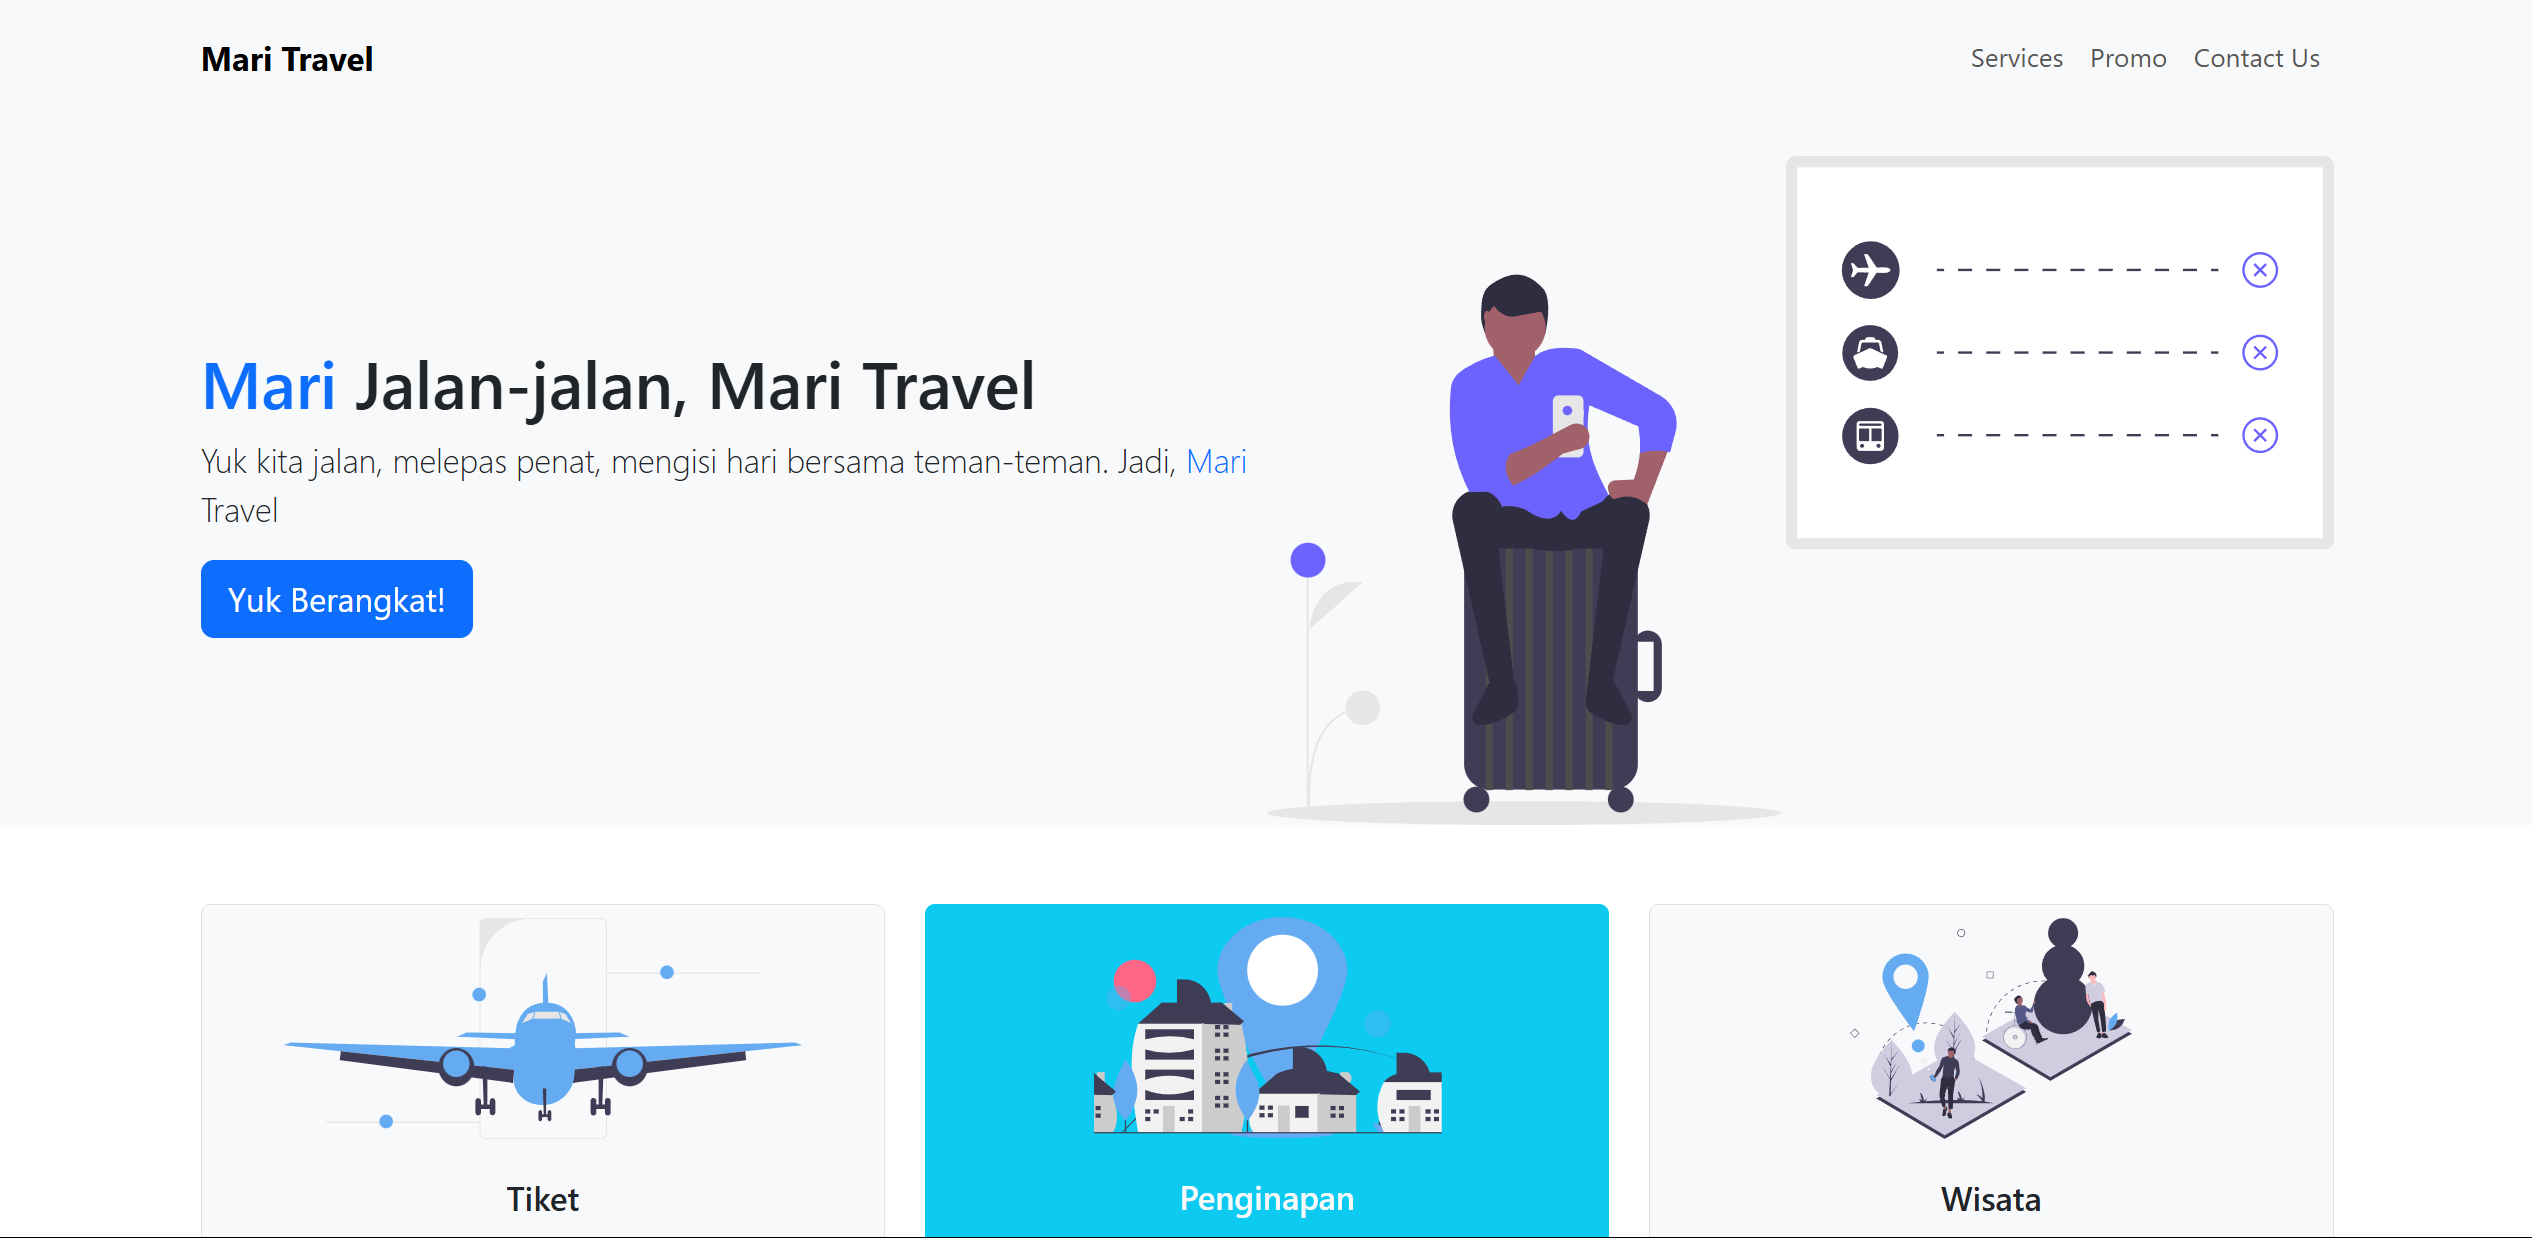 Mari Travel
Services Promo Contact Us
Mari Jalan-jalan, Mari Travel
Yuk kita jalan, melepas penat, mengisi hari bersama teman-teman. Jadi, Mari
Travel
Yuk Berangkat!
Tiket
Penginapan
Wisata